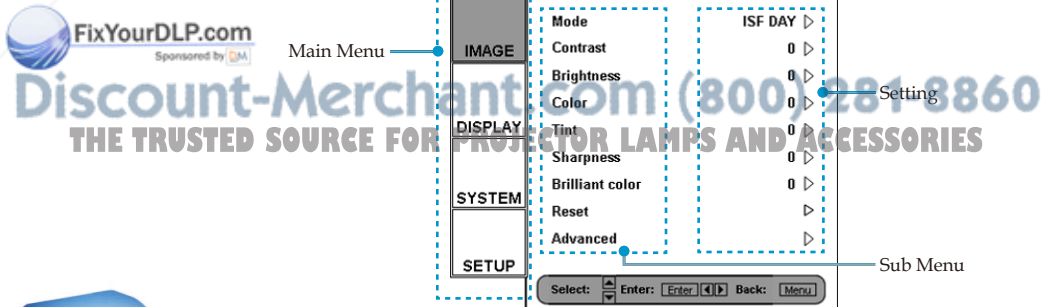 FixYourDLP.com
Sponsored by DM
Main Menu
IMAGE
DISPLAY
SYSTEM
SETUP
Mode ISF DAY
Contrast 0
Brightness 0
Color 0
Tint 0
Sharpness 0
Brilliant color 0
Reset
Advanced
Setting
Sub Menu
Select: Enter: Enter Back: Menu
Discount-Merchant.com (800) 281-8860
THE TRUSTED SOURCE FOR PROJECTOR LAMPS AND ACCESSORIES